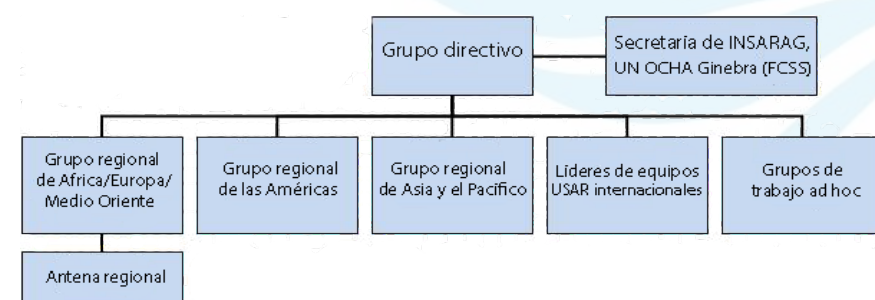 Grupo directivo
Secretaría de INSARAG,
UN OCHA Ginebra (FCSS)
Grupo regional
de Africa/Europa/
Medio Oriente
Grupo regional
de las Américas
Grupo regional
de Asia y el Pacífico
Líderes de equipos
USAR internacionales
Grupos de
trabajo ad hoc
Antena regional